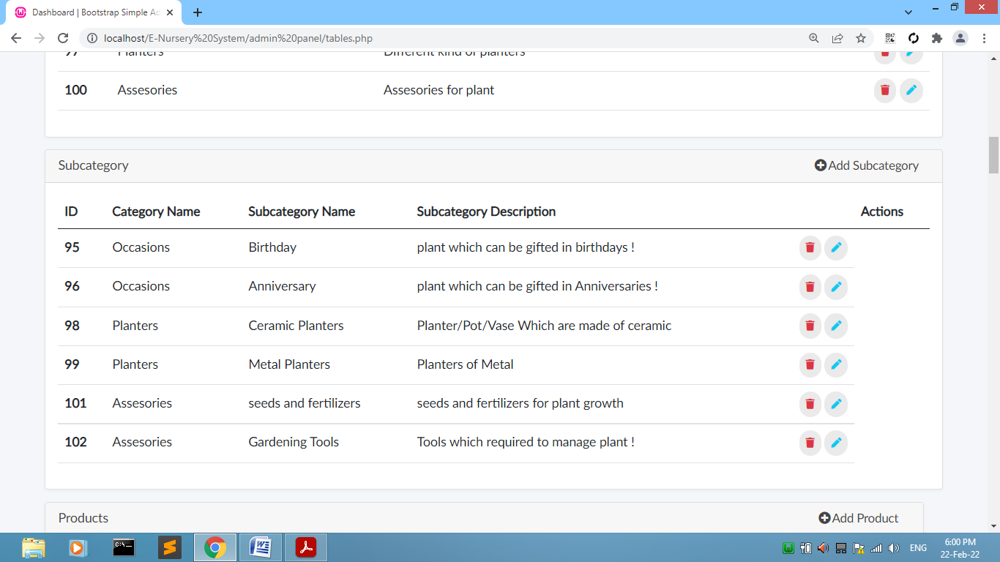 Dashboard | Bootstrap Simple Ad
localhost/E-Nursery%20System/admin%20panel/tables.php
97 Planters Different kind of planters
100 Assesories Assesories for plant
Subcategory Add Subcategory
ID Category Name Subcategory Name Subcategory Description Actions
95 Occasions Birthday plant which can be gifted in birthdays !
96 Occasions Anniversary plant which can be gifted in Anniversaries !
98 Planters Ceramic Planters Planter/Pot/Vase Which are made of ceramic
99 Planters Metal Planters Planters of Metal
101 Assesories seeds and fertilizers seeds and fertilizers for plant growth
102 Assesories Gardening Tools Tools which required to manage plant !
Products Add Product
ENG
6:00 PM
22-Feb-22